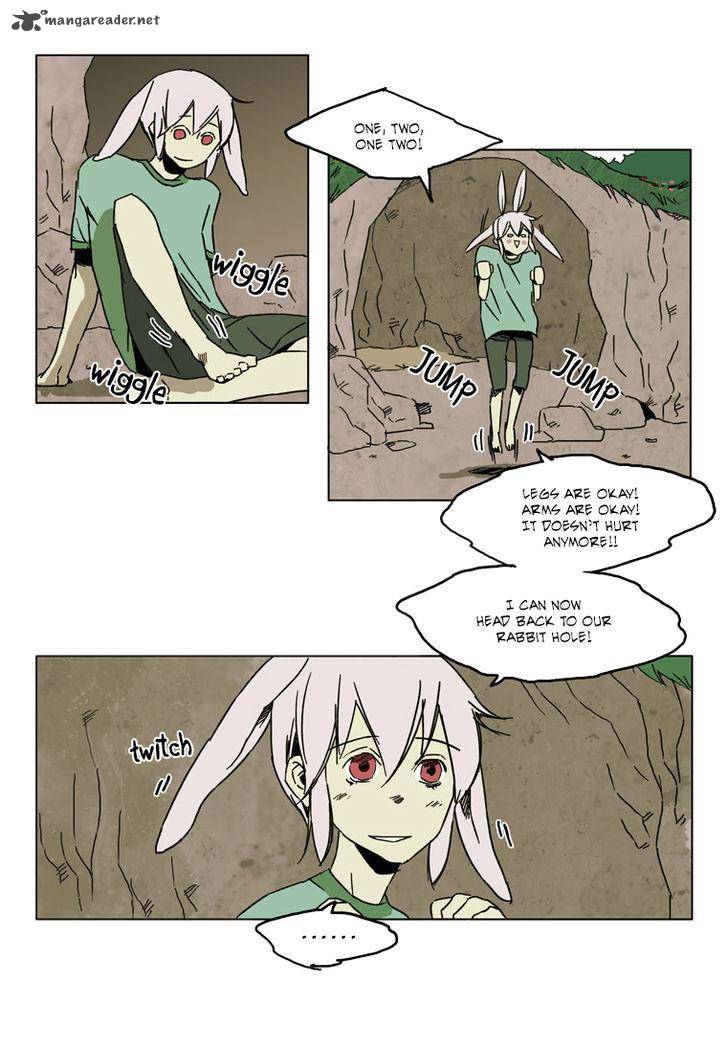 mangareader.net
ONE, TWO,
ONE TWO!
wiggle
wiggle
JUMP
JUMP
LEGS ARE OKAY!
ARMS ARE OKAY!
IT DOESN'T HURT
ANYMORE!!
I CAN NOW
HEAD BACK TO OUR
RABBIT HOLE!
twitch
......